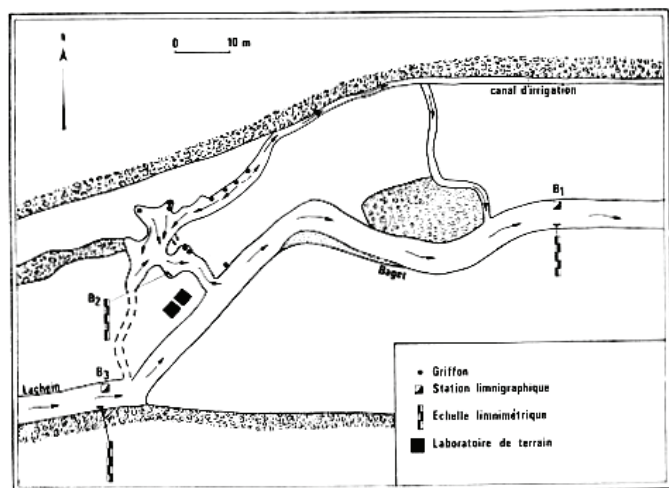 0 10 m
canal d'irrigation
B1
Baget
B2
B3
Lachein
Griffon
Station limnigraphique
Echelle limnimétrique
Laboratoire de terrain